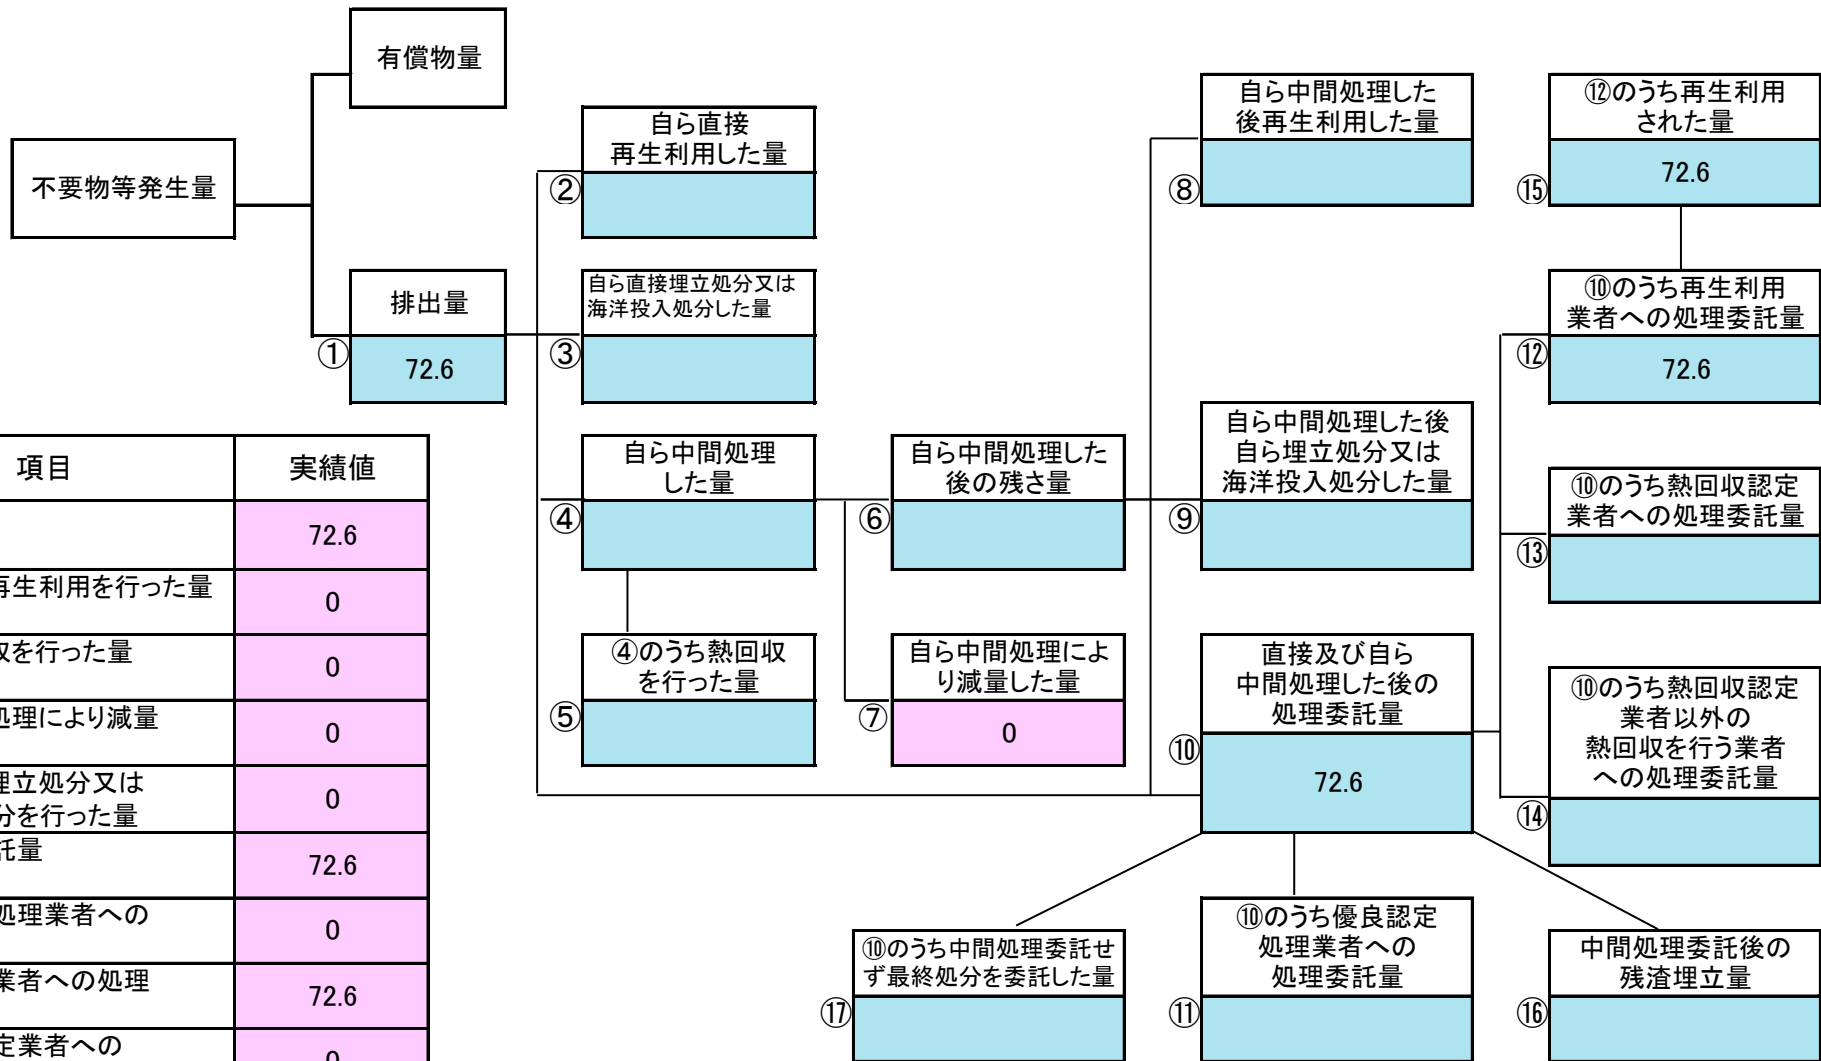 有償物量
不要物等発生量
排出量
①
72.6
自ら直接
再生利用した量
②
自ら直接埋立処分又は
海洋投入処分した量
③
自ら中間処理
した量
④
④のうち熱回収
を行った量
⑤
自ら中間処理した
後の残さ量
⑥
自ら中間処理によ
り減量した量
⑦
0
自ら中間処理した
後再生利用した量
⑧
自ら中間処理した後
自ら埋立処分又は
海洋投入処分した量
⑨
直接及び自ら
中間処理した後の
処理委託量
⑩
72.6
⑫のうち再生利用
された量
⑮
72.6
⑩のうち再生利用
業者への処理委託量
⑫
72.6
⑩のうち熱回収認定
業者への処理委託量
⑬
⑩のうち熱回収認定
業者以外の
熱回収を行う業者
への処理委託量
⑭
⑩のうち中間処理委託せ
ず最終処分を委託した量
⑰
⑩のうち優良認定
処理業者への
処理委託量
⑪
中間処理委託後の
残渣埋立量
⑯
項目
実績値
72.6
再生利用を行った量
0
収を行った量
0
処理により減量
0
埋立処分又は
分を行った量
0
託量
72.6
処理業者への
0
業者への処理
72.6
定業者への
0